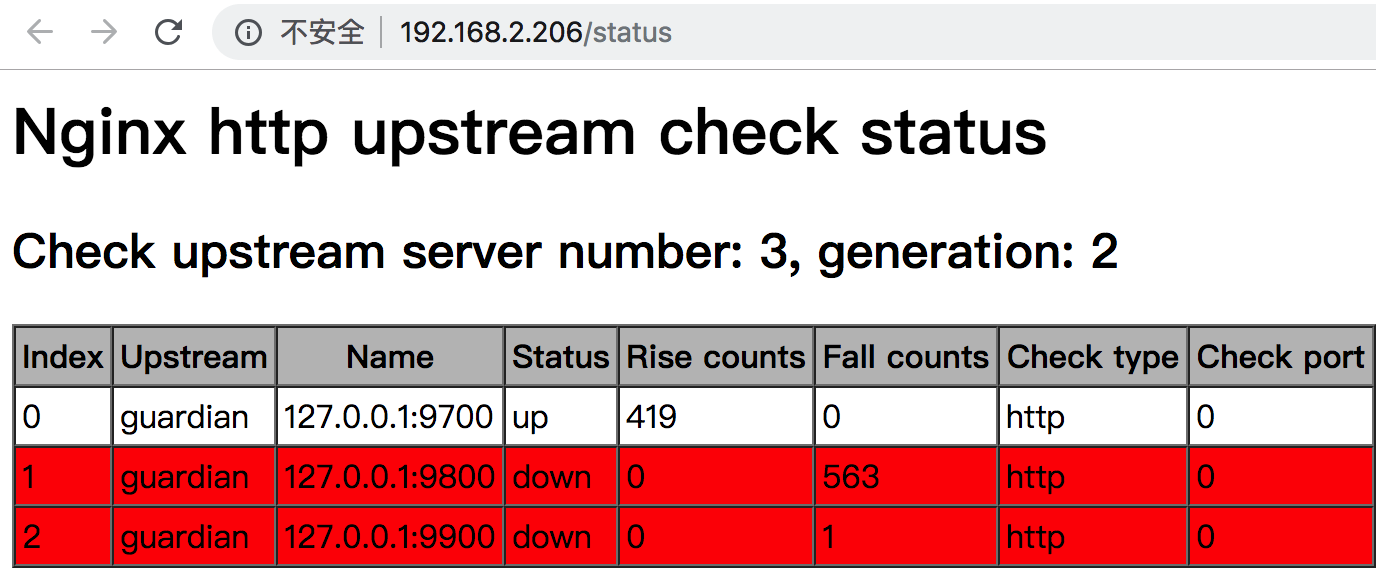 不安全 192.168.2.206/status
Nginx http upstream check status
Check upstream server number: 3, generation: 2
Index Upstream Name Status Rise counts Fall counts Check type Check port
0 guardian 127.0.0.1:9700 up 419 0 http 0
1 guardian 127.0.0.1:9800 down 0 563 http 0
2 guardian 127.0.0.1:9900 down 0 1 http 0